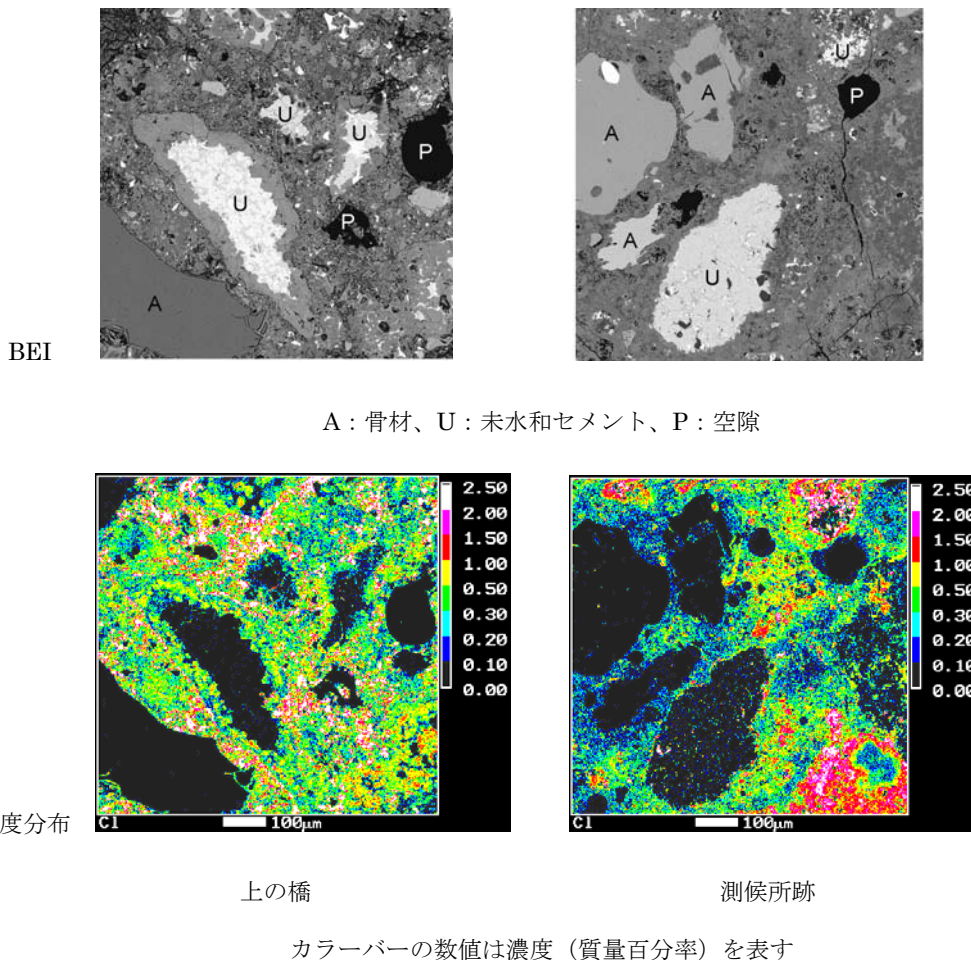 U
U
U
P
P
A
BEI
U
P
A
A
A
U
A：骨材、U：未水和セメント、P：空隙
2.50
2.00
1.50
1.00
0.50
0.30
0.20
0.10
0.00
Cl
100μm
2.50
2.00
1.50
1.00
0.50
0.30
0.20
0.10
0.00
Cl
100μm
度分布
上の橋
測候所跡
カラーバーの数値は濃度（質量百分率）を表す